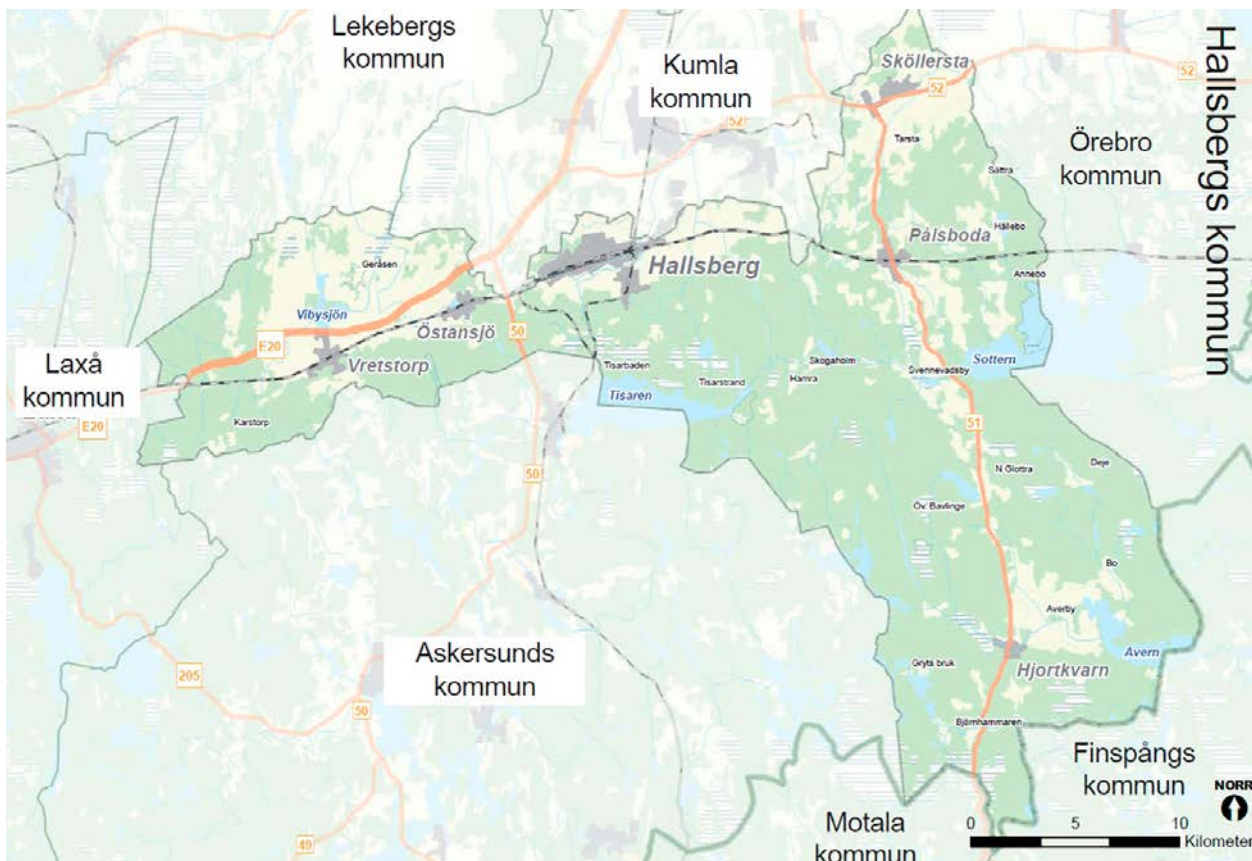 Lekebergs
kommun
Kumla
kommun
Sköllersta
52
52
52
Hallsbergs kommun
Örebro
kommun
Tarsta
Sättra
Hällebo
Pålsboda
Annebo
Geråsen
Hallsberg
Vibysjön
Östansjö
50
E20
Vretstorp
Laxå
kommun
E20
Karstorp
Tisarbaden
Tisaren
Tisarstrand
Skogaholm
Hamra
Svennevadsby
Sottern
51
50
N Glottra
Deje
Öv. Bavlinge
Bo
Averby
Avern
Gryts bruk
Hjortkvarn
Björnhammaren
Askersunds
kommun
205
50
49
Finspångs
kommun
Motala
kommun
NORR
0 5 10
Kilometer